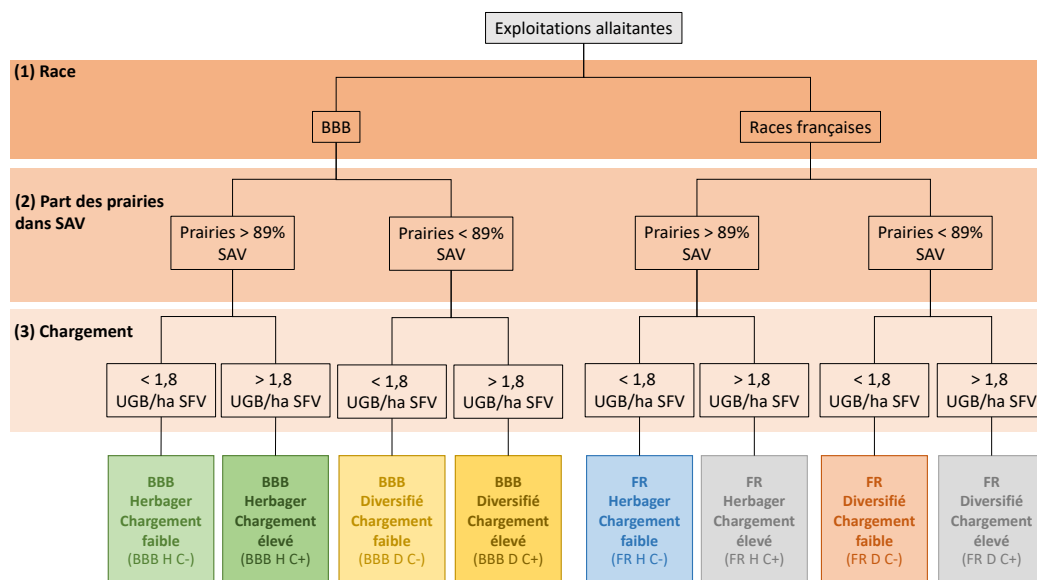 Exploitations allaitantes
(1) Race
BBB
Races françaises
(2) Part des prairies
dans SAV
Prairies > 89%
SAV
Prairies < 89%
SAV
Prairies > 89%
SAV
Prairies < 89%
SAV
(3) Chargement
< 1,8
UGB/ha SFV
> 1,8
UGB/ha SFV
< 1,8
UGB/ha SFV
> 1,8
UGB/ha SFV
< 1,8
UGB/ha SFV
> 1,8
UGB/ha SFV
< 1,8
UGB/ha SFV
> 1,8
UGB/ha SFV
BBB
Herbager
Chargement
faible
(BBB H C-)
BBB
Herbager
Chargement
élevé
(BBB H C+)
BBB
Diversifié
Chargement
faible
(BBB D C-)
BBB
Diversifié
Chargement
élevé
(BBB D C+)
FR
Herbager
Chargement
faible
(FR H C-)
FR
Herbager
Chargement
élevé
(FR H C+)
FR
Diversifié
Chargement
faible
(FR D C-)
FR
Diversifié
Chargement
élevé
(FR D C+)